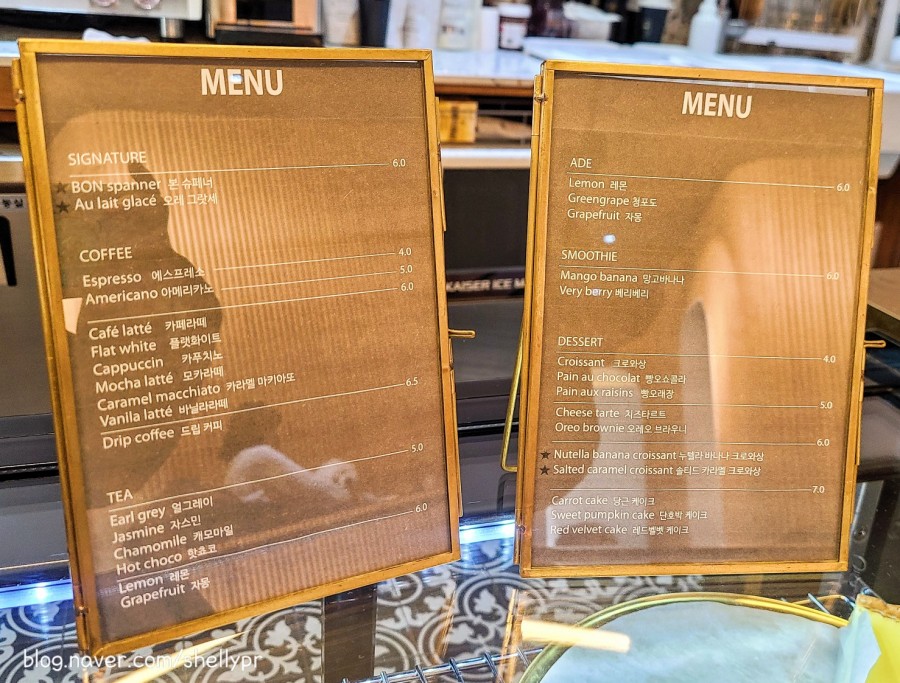 MENU
SIGNATURE
6.0
★ BON spanner 본 슈페너
★ Au lait glacé 오레 그랏세
COFFEE
4.0
Espresso 에스프레소
5.0
Americano 아메리카노
6.0
Café latté 카페라떼
Flat white 플랫화이트
Cappuccin 카푸치노
Mocha latté 모카라떼
Caramel macchiato 카라멜 마키아또
Vanila latté 바닐라라떼
6.5
Drip coffee 드립 커피
TEA
5.0
Earl grey 얼그레이
Jasmine 자스민
Chamomile 캐모마일
Hot choco 핫쵸코
6.0
Lemon 레몬
Grapefruit 자몽
MENU
ADE
6.0
Lemon 레몬
Greengrape 청포도
Grapefruit 자몽
SMOOTHIE
6.0
Mango banana 망고바나나
Very berry 베리베리
DESSERT
4.0
Croissant 크로와상
Pain au chocolat 빵오쇼콜라
Pain aux raisins 빵오래장
5.0
Cheese tarte 치즈타르트
Oreo brownie 오레오 브라우니
6.0
★ Nutella banana croissant 누텔라 바나나 크로와상
★ Salted caramel croissant 솔티드 카라멜 크로와상
7.0
Carrot cake 당근 케이크
Sweet pumpkin cake 단호박 케이크
Red velvet cake 레드벨벳 케이크
KAISER ICE M
blog.naver.com/shellypr